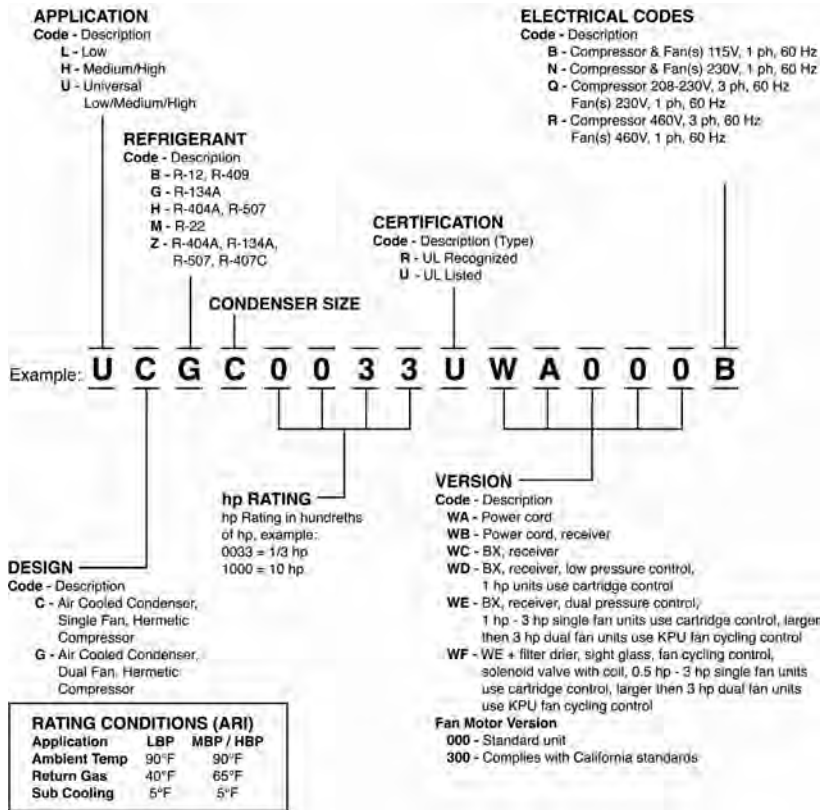 APPLICATION
Code - Description
L - Low
H - Medium/High
U - Universal
Low/Medium/High
REFRIGERANT
Code - Description
B - R-12, R-409
G - R-134A
H - R-404A, R-507
M - R-22
Z - R-404A, R-134A,
R-507, R-407C
CONDENSER SIZE
CERTIFICATION
Code - Description (Type)
R - UL Recognized
U - UL Listed
ELECTRICAL CODES
Code - Description
B - Compressor & Fan(s) 115V, 1 ph, 60 Hz
N - Compressor & Fan(s) 230V, 1 ph, 60 Hz
Q - Compressor 208-230V, 3 ph, 60 Hz
Fan(s) 230V, 1 ph, 60 Hz
R - Compressor 460V, 3 ph, 60 Hz
Fan(s) 460V, 1 ph, 60 Hz
Example: U C G C 0 0 3 3 U W A 0 0 0 B
DESIGN
Code - Description
C - Air Cooled Condenser,
Single Fan, Hermetic
Compressor
G - Air Cooled Condenser,
Dual Fan, Hermetic
Compressor
hp RATING
hp Rating in hundreths
of hp, example:
0033 = 1/3 hp
1000 = 10 hp
VERSION
Code - Description
WA - Power cord
WB - Power cord, receiver
WC - BX, receiver
WD - BX, receiver, low pressure control,
1 hp units use cartridge control
WE - BX, receiver, dual pressure control,
1 hp - 3 hp single fan units use cartridge control, larger
then 3 hp dual fan units use KPU fan cycling control
WF - WE + filter drier, sight glass, fan cycling control,
solenoid valve with coil, 0.5 hp - 3 hp single fan units
use cartridge control, larger then 3 hp dual fan units
use KPU fan cycling control
Fan Motor Version
000 - Standard unit
300 - Complies with California standards
RATING CONDITIONS (ARI)
Application LBP MBP / HBP
Ambient Temp 90°F 90°F
Return Gas 40°F 65°F
Sub Cooling 5°F 5°F